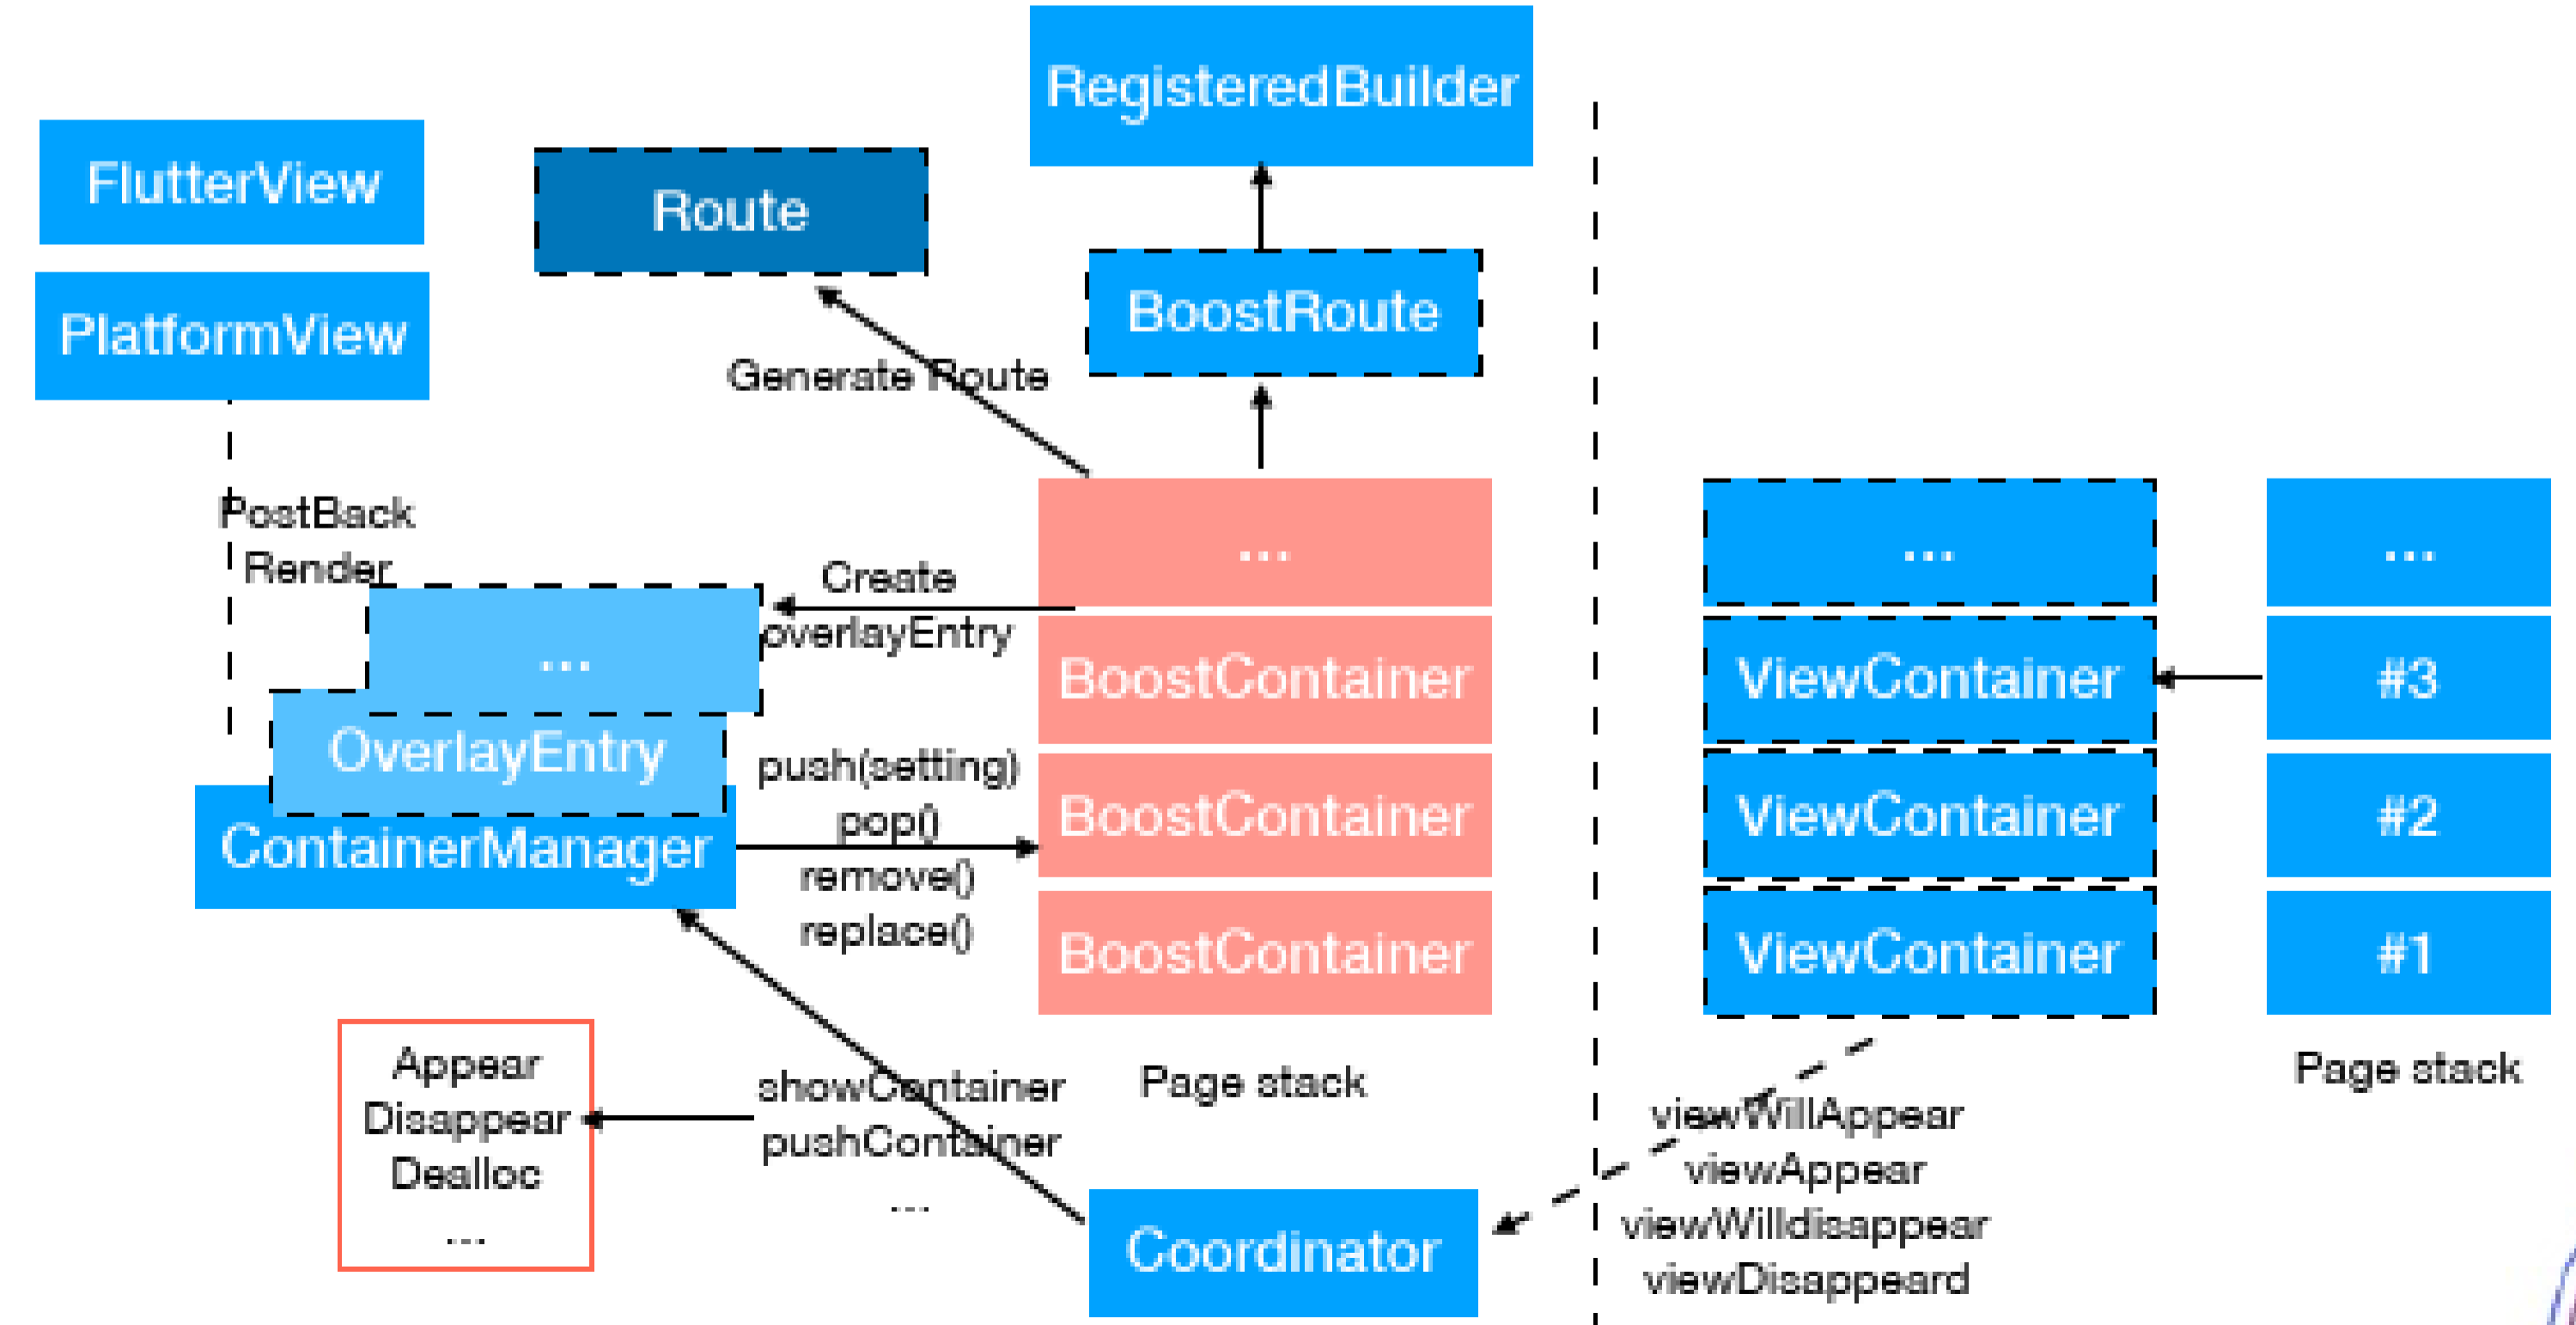 RegisteredBuilder
FlutterView
Route
PlatformView
BoostRoute
Generate Route
PostBack
Render
...
Create
overlayEntry
...
BoostContainer
OverlayEntry
ContainerManager
push(setting)
pop()
remove()
replace()
BoostContainer
BoostContainer
Page stack
...
ViewContainer
ViewContainer
ViewContainer
...
#3
#2
#1
Page stack
Appear
Disappear
Dealloc
...
showContainer
pushContainer
...
Coordinator
viewWillAppear
viewAppear
viewWilldisappear
viewDisappeard